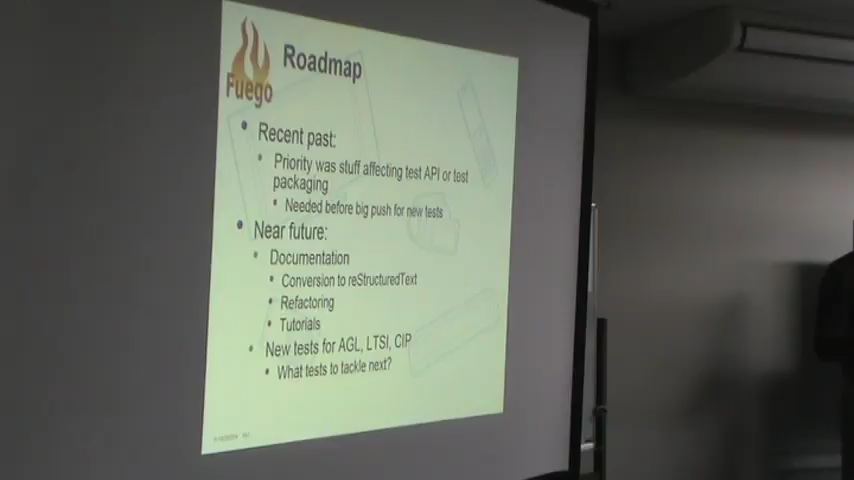 Roadmap
Fuego
Recent past:
Priority was stuff affecting test API or test
packaging
Needed before big push for new tests
Near future:
Documentation
Conversion to reStructuredText
Refactoring
Tutorials
New tests for AGL, LTSI, CIP
What tests to tackle next?